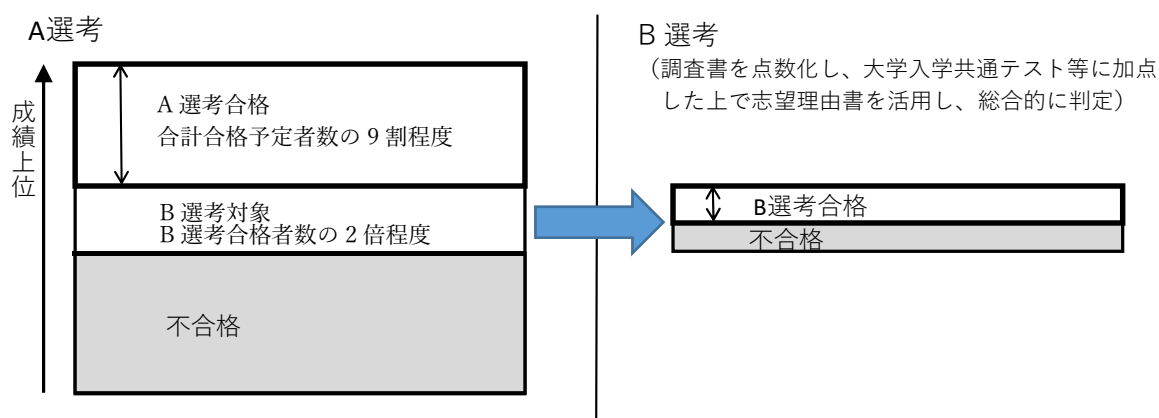 A選考
成績上位
A 選考合格
合計合格予定者数の 9 割程度
B 選考対象
B 選考合格者数の 2 倍程度
不合格
B 選考
(調査書を点数化し、大学入学共通テスト等に加点
した上で志望理由書を活用し、総合的に判定)
B選考合格
不合格